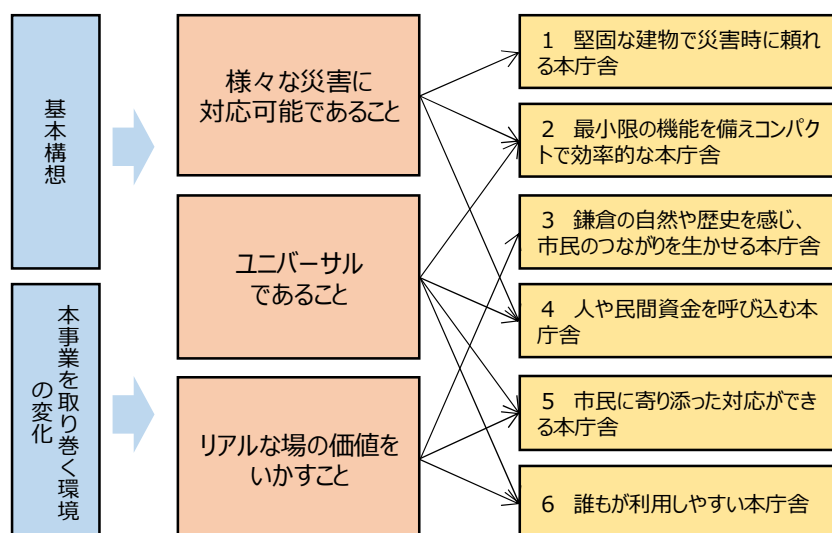 基本構想
本事業を取り巻く環境
の変化
様々な災害に
対応可能であること
ユニバーサル
であること
リアルな場の価値を
いかすこと
1 堅固な建物で災害時に頼れ
る本庁舎
2 最小限の機能を備えコンパク
トで効率的な本庁舎
3 鎌倉の自然や歴史を感じ、
市民のつながりを生かせる本庁舎
4 人や民間資金を呼び込む本
庁舎
5 市民に寄り添った対応ができ
る本庁舎
6 誰もが利用しやすい本庁舎